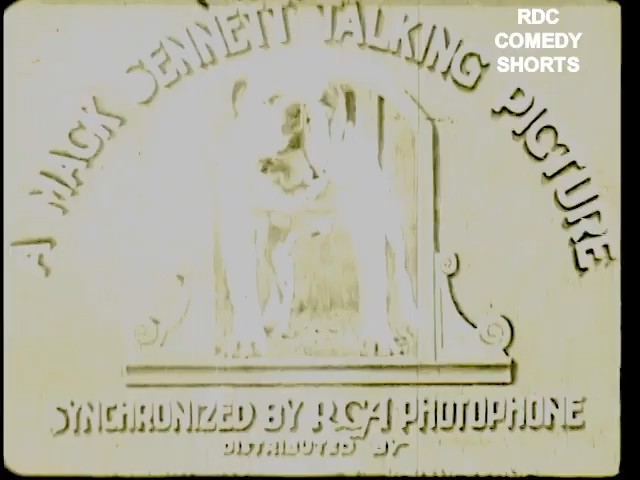 RDC
COMEDY
SHORTS
A MACK SENNETT TALKING PICTURE
SYNCHRONIZED BY RCA PHOTOPHONE
DISTRIBUTED BY